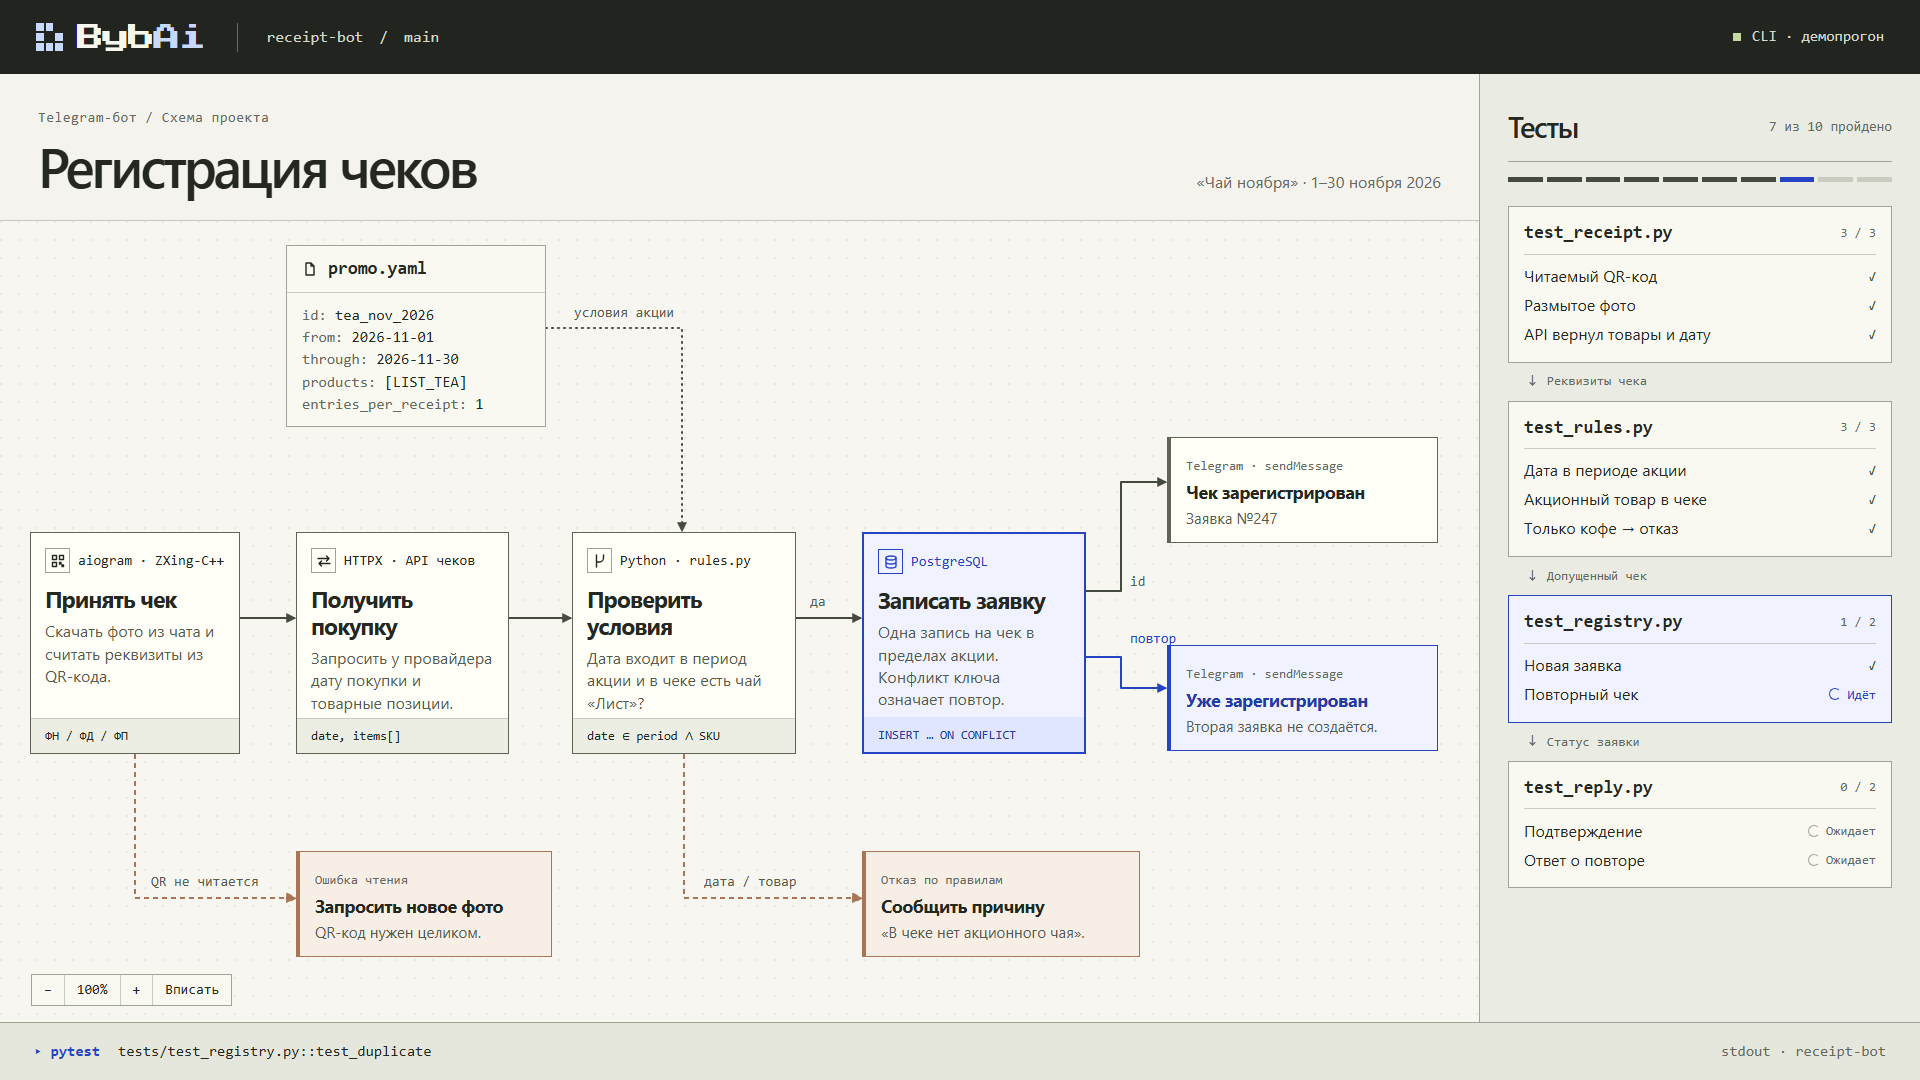 BybAi
receipt-bot / main
CLI · демопрогон
Telegram-бот / Схема проекта
Регистрация чеков
«Чай ноября» · 1–30 ноября 2026
promo.yaml
id: tea_nov_2026
from: 2026-11-01
through: 2026-11-30
products: [LIST_TEA]
entries_per_receipt: 1
условия акции
aiogram · ZXing-C++
Принять чек
Скачать фото из чата и
считать реквизиты из
QR-кода.
ФН / ФД / ФП
HTTPX · API чеков
Получить
покупку
Запросить у провайдера
дату покупки и
товарные позиции.
date, items[]
Python · rules.py
Проверить
условия
Дата входит в период
акции и в чеке есть чай
«Лист»?
date ∈ period ∧ SKU
да
PostgreSQL
Записать заявку
Одна запись на чек в
пределах акции.
Конфликт ключа
означает повтор.
INSERT … ON CONFLICT
id
повтор
Telegram · sendMessage
Чек зарегистрирован
Заявка №247
Telegram · sendMessage
Уже зарегистрирован
Вторая заявка не создаётся.
QR не читается
Ошибка чтения
Запросить новое фото
QR-код нужен целиком.
дата / товар
Отказ по правилам
Сообщить причину
«В чеке нет акционного чая».
− 100% + Вписать
Тесты
7 из 10 пройдено
test_receipt.py 3 / 3
Читаемый QR-код ✓
Размытое фото ✓
API вернул товары и дату ✓
↓ Реквизиты чека
test_rules.py 3 / 3
Дата в периоде акции ✓
Акционный товар в чеке ✓
Только кофе → отказ ✓
↓ Допущенный чек
test_registry.py 1 / 2
Новая заявка ✓
Повторный чек Идёт
↓ Статус заявки
test_reply.py 0 / 2
Подтверждение Ожидает
Ответ о повторе Ожидает
▸ pytest tests/test_registry.py::test_duplicate
stdout · receipt-bot